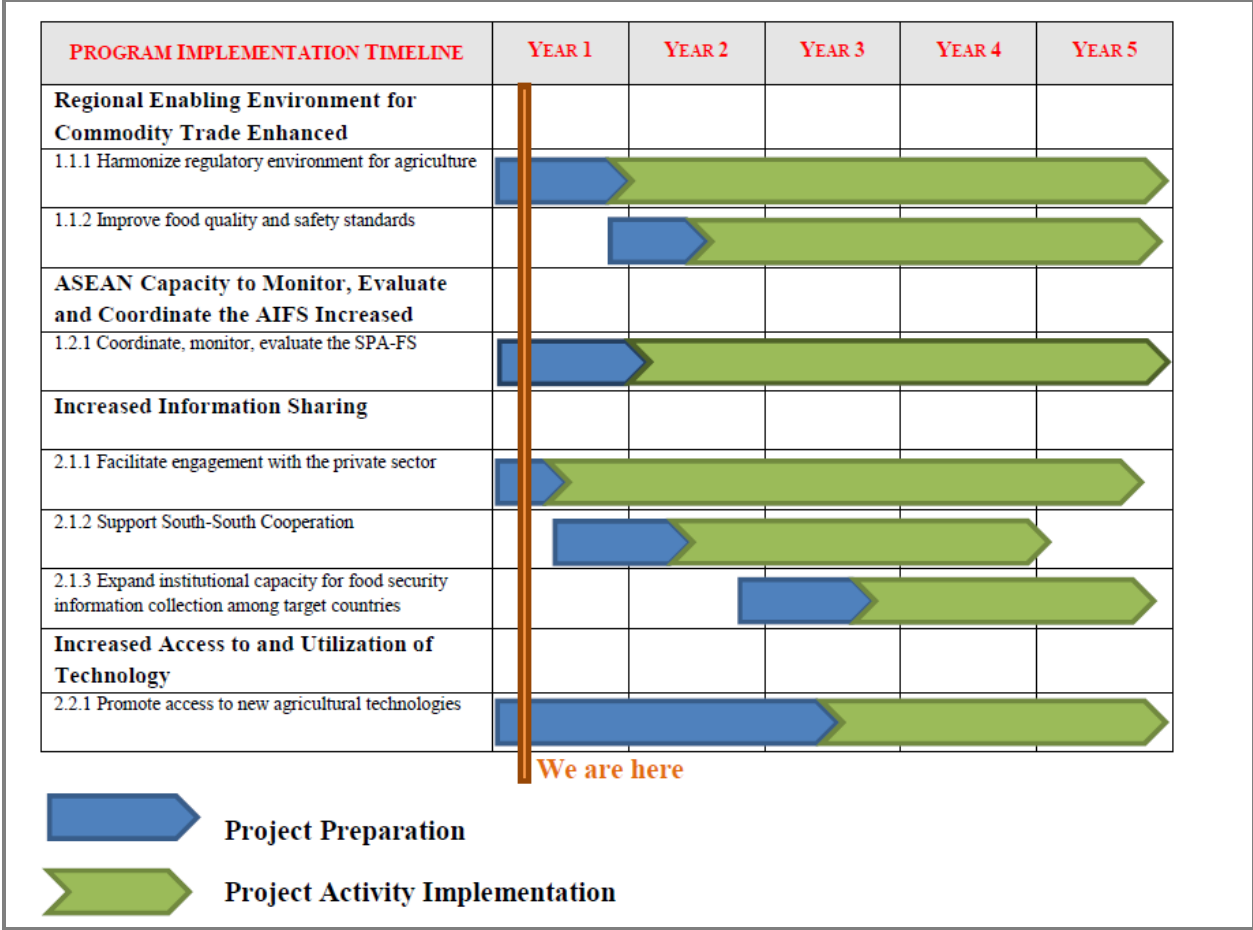 PROGRAM IMPLEMENTATION TIMELINE YEAR 1 YEAR 2 YEAR 3 YEAR 4 YEAR 5
Regional Enabling Environment for
Commodity Trade Enhanced
1.1.1 Harmonize regulatory environment for agriculture
1.1.2 Improve food quality and safety standards
ASEAN Capacity to Monitor, Evaluate
and Coordinate the AIFS Increased
1.2.1 Coordinate, monitor, evaluate the SPA-FS
Increased Information Sharing
2.1.1 Facilitate engagement with the private sector
2.1.2 Support South-South Cooperation
2.1.3 Expand institutional capacity for food security
information collection among target countries
Increased Access to and Utilization of
Technology
2.2.1 Promote access to new agricultural technologies
We are here
Project Preparation
Project Activity Implementation